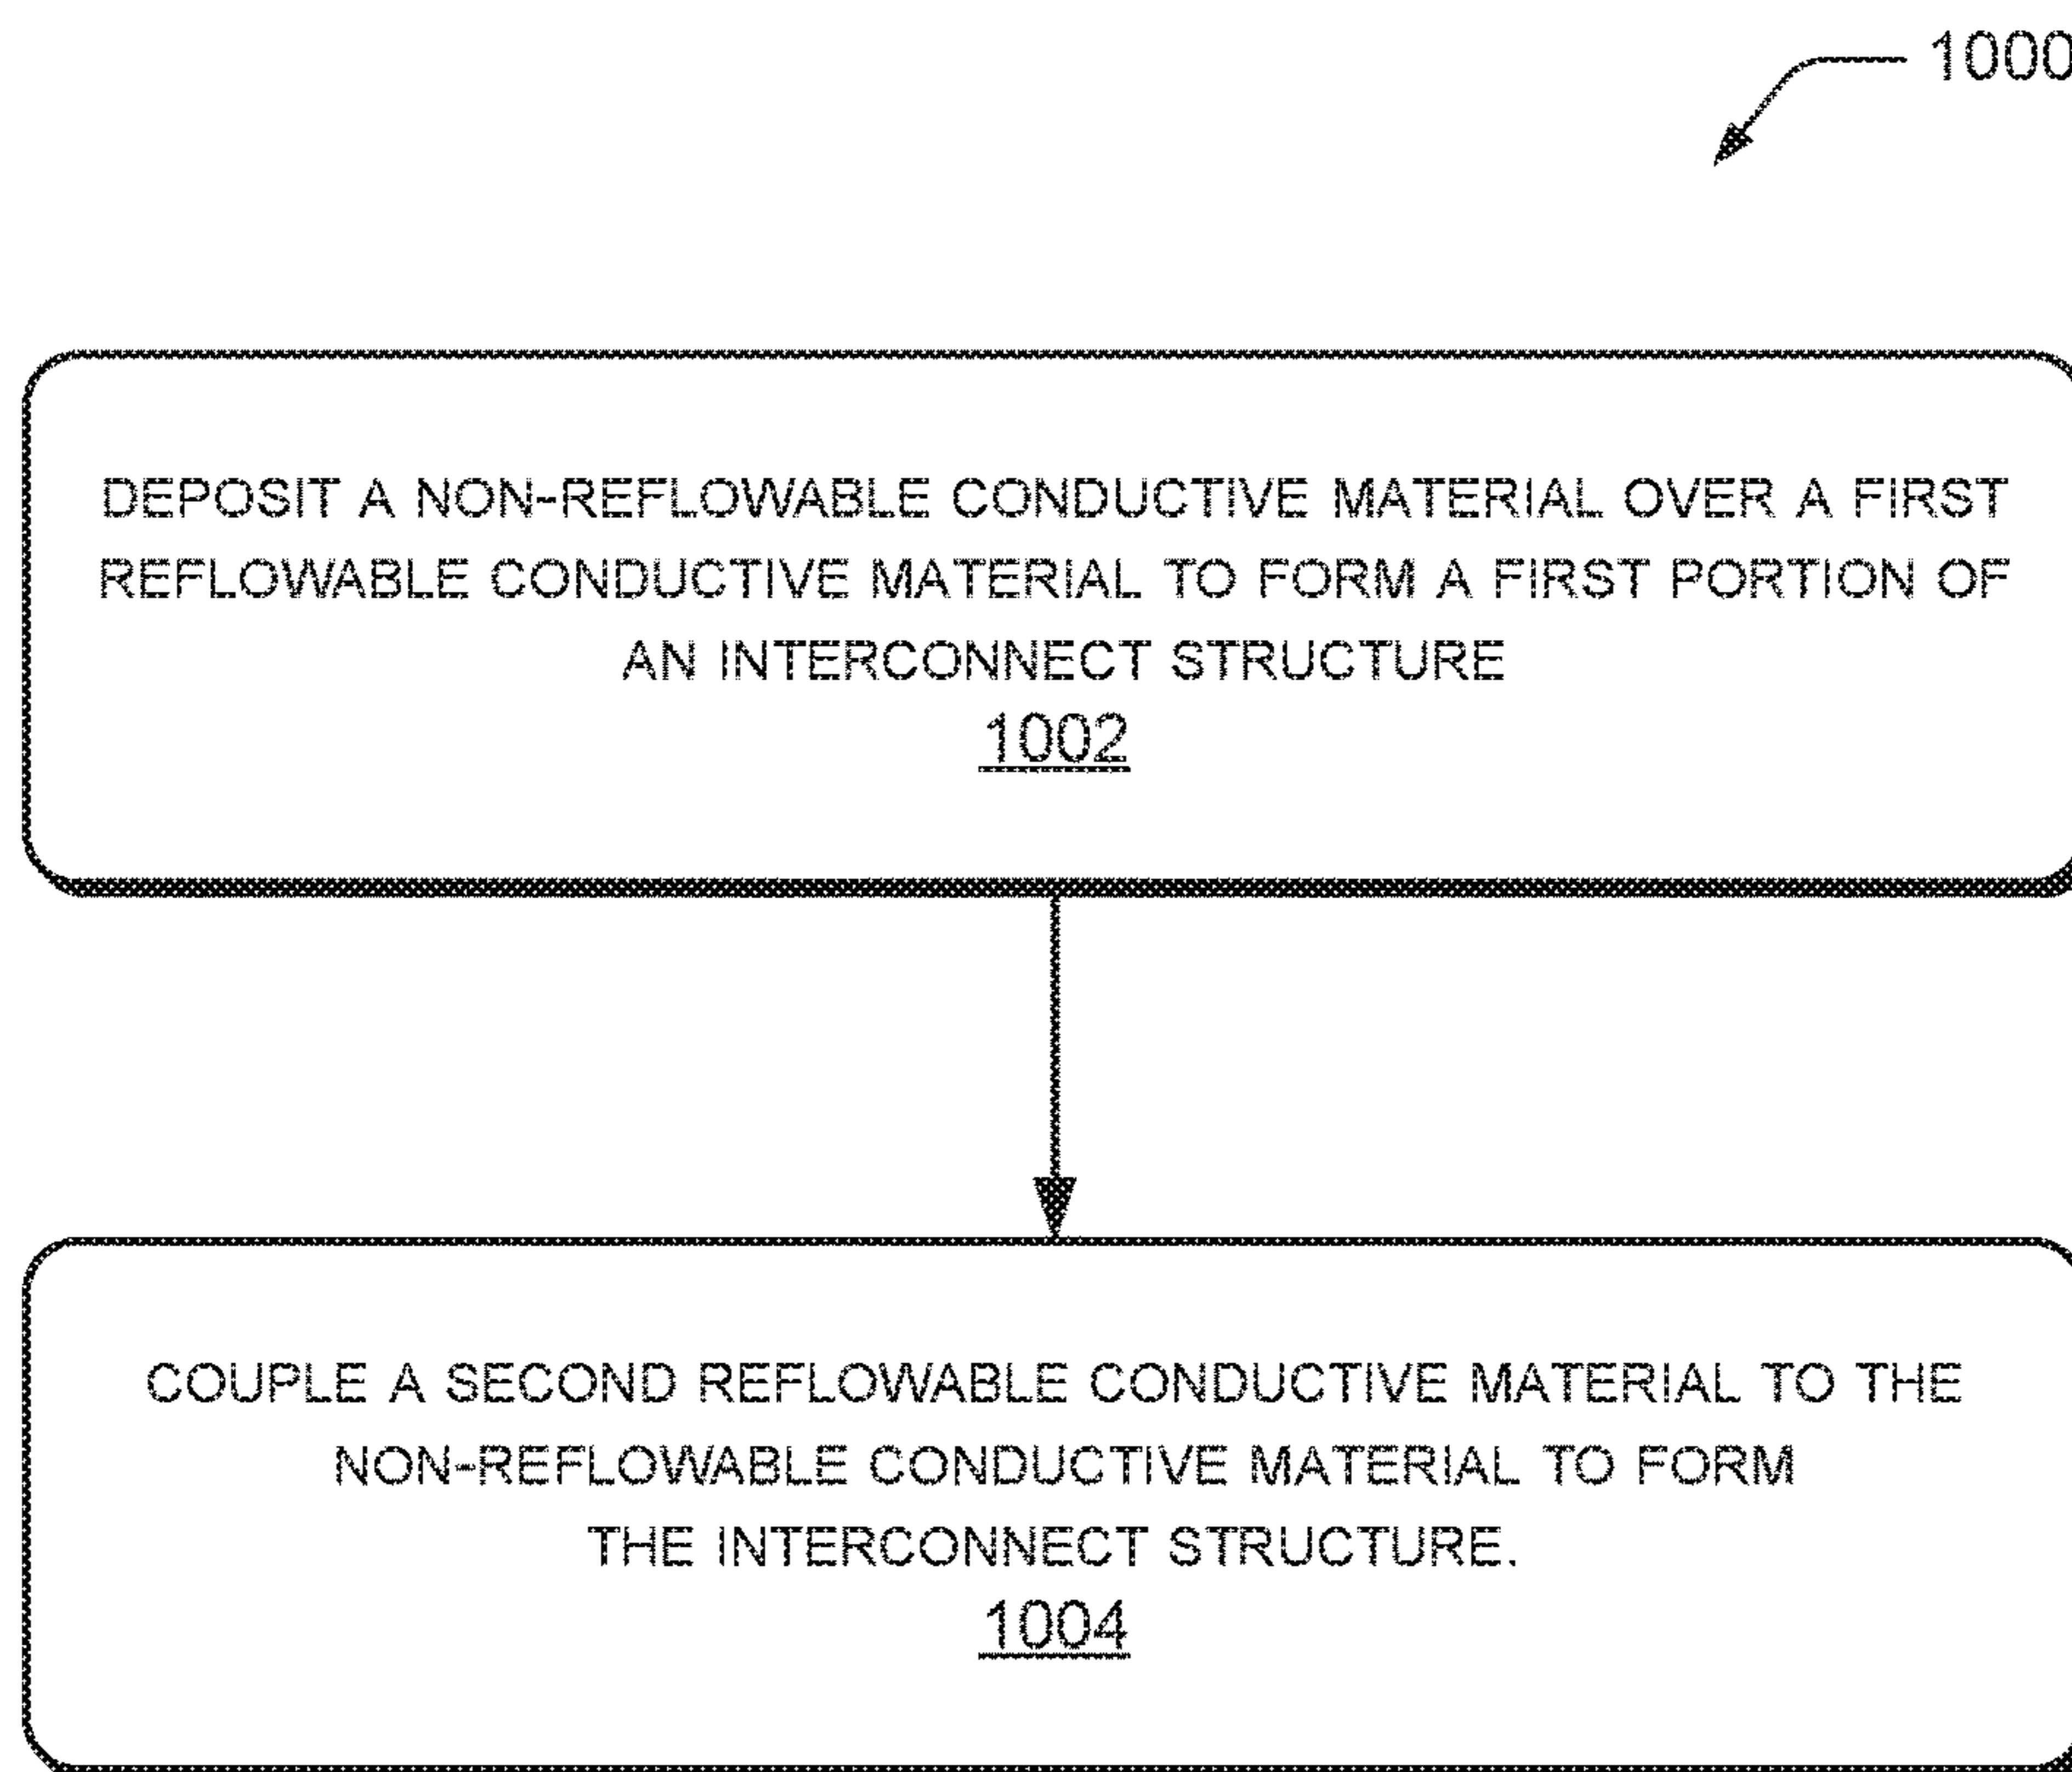 1000
DEPOSIT A NON-REFLOWABLE CONDUCTIVE MATERIAL OVER A FIRST
REFLOWABLE CONDUCTIVE MATERIAL TO FORM A FIRST PORTION OF
AN INTERCONNECT STRUCTURE
1002
COUPLE A SECOND REFLOWABLE CONDUCTIVE MATERIAL TO THE
NON-REFLOWABLE CONDUCTIVE MATERIAL TO FORM
THE INTERCONNECT STRUCTURE.
1004